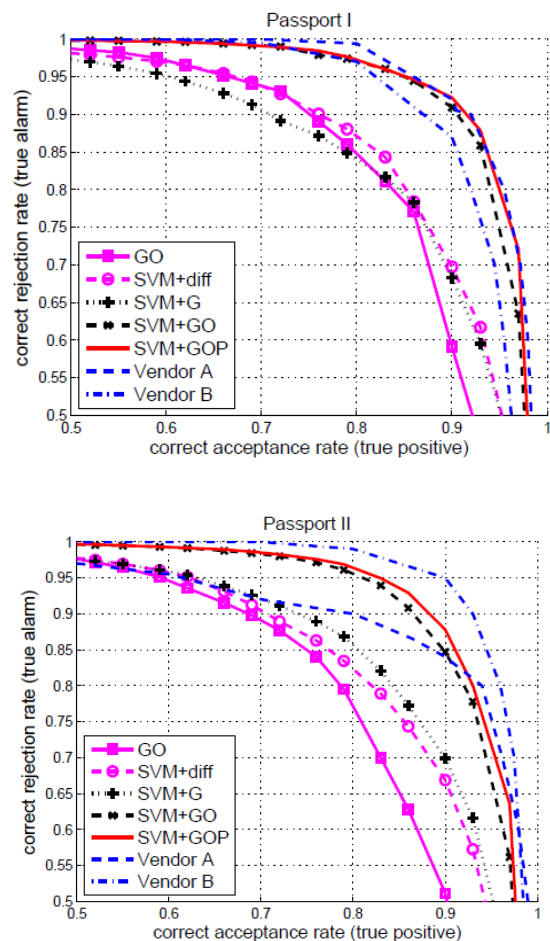 Passport I
correct rejection rate (true alarm)
1
0.95
0.9
0.85
0.8
0.75
0.7
0.65
0.6
0.55
0.5
GO
SVM+diff
SVM+G
SVM+GO
SVM+GOP
Vendor A
Vendor B
0.5
0.6
0.7
0.8
0.9
1
correct acceptance rate (true positive)
Passport II
correct rejection rate (true alarm)
1
0.95
0.9
0.85
0.8
0.75
0.7
0.65
0.6
0.55
0.5
GO
SVM+diff
SVM+G
SVM+GO
SVM+GOP
Vendor A
Vendor B
0.5
0.6
0.7
0.8
0.9
1
correct acceptance rate (true positive)